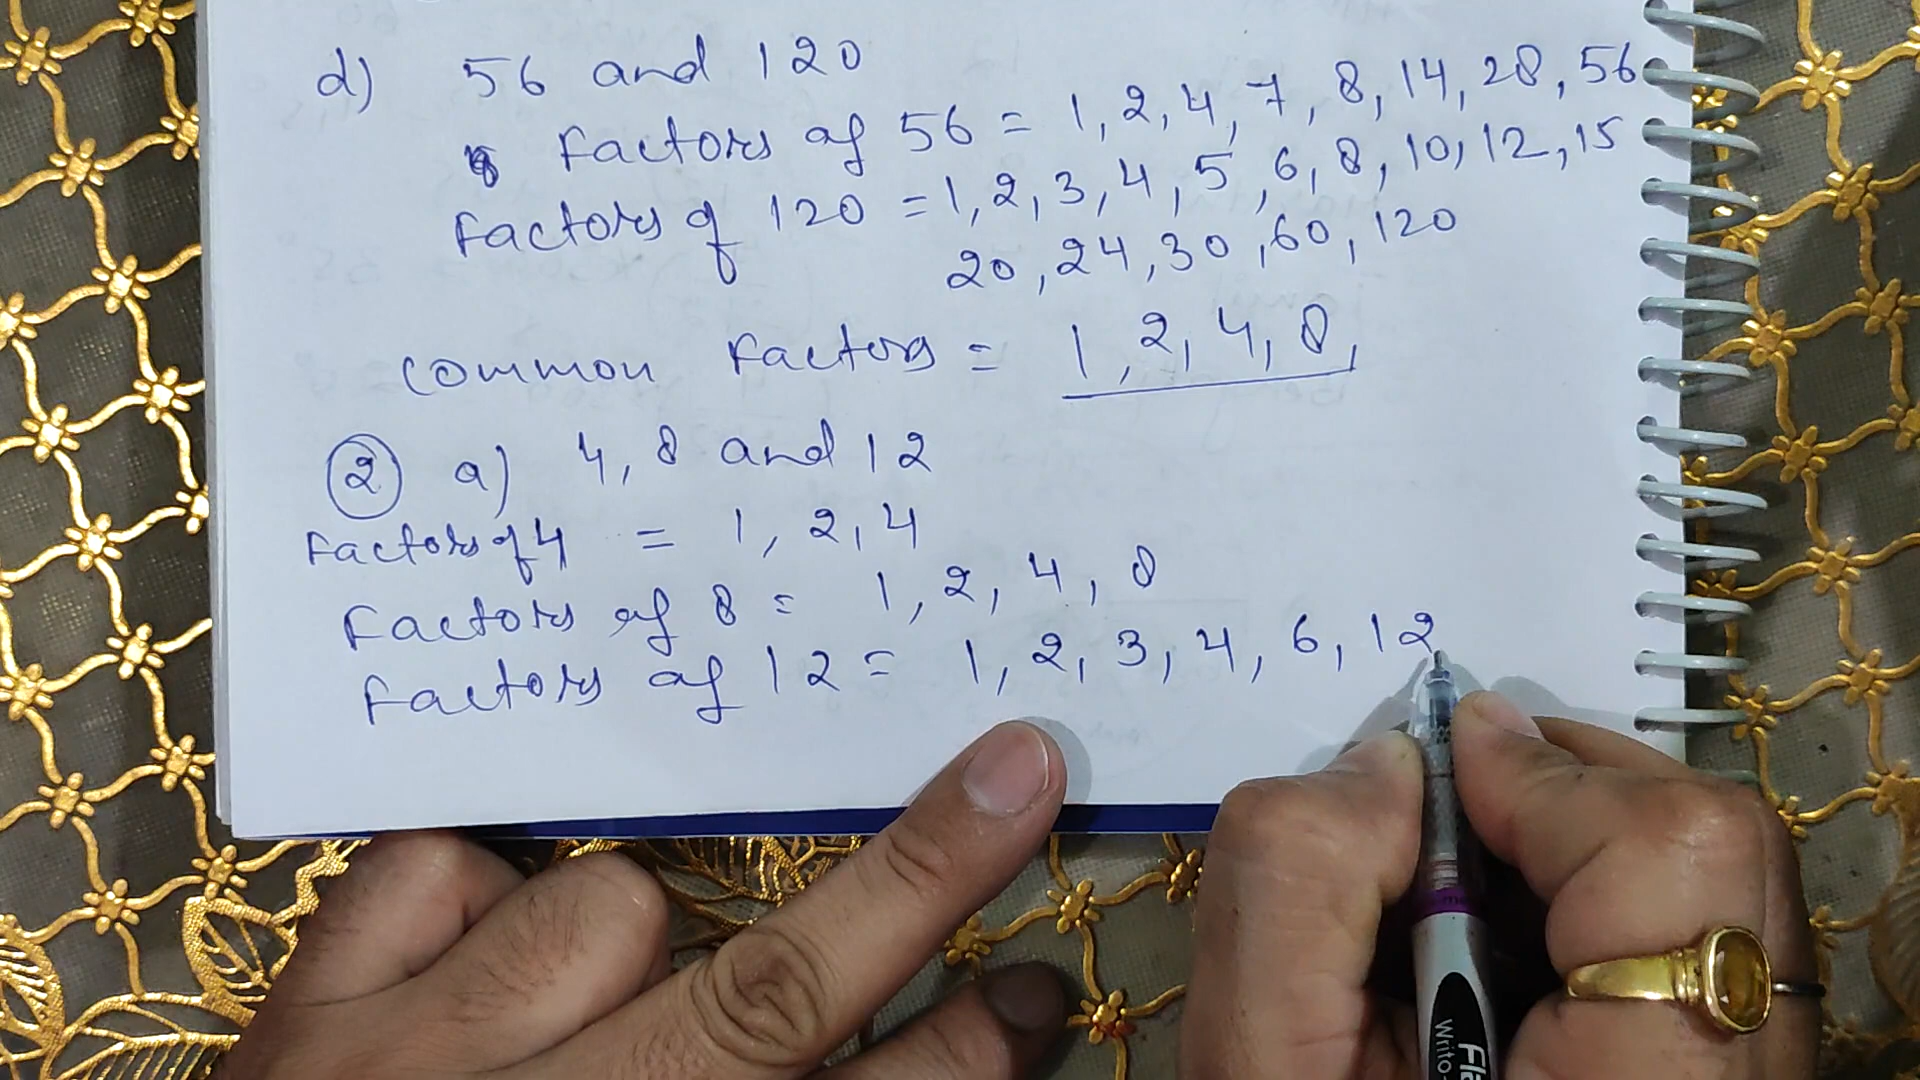 d) 56 and 120
Factors of 56 = 1, 2, 4, 7, 8, 14, 28, 56
Factors of 120 = 1, 2, 3, 4, 5, 6, 8, 10, 12, 15
20, 24, 30, 60, 120
common Factors = 1, 2, 4, 8,
2 a) 4, 8 and 12
Factors of 4 = 1, 2, 4
Factors of 8 = 1, 2, 4, 8
Factors of 12 = 1, 2, 3, 4, 6, 12
Writo-